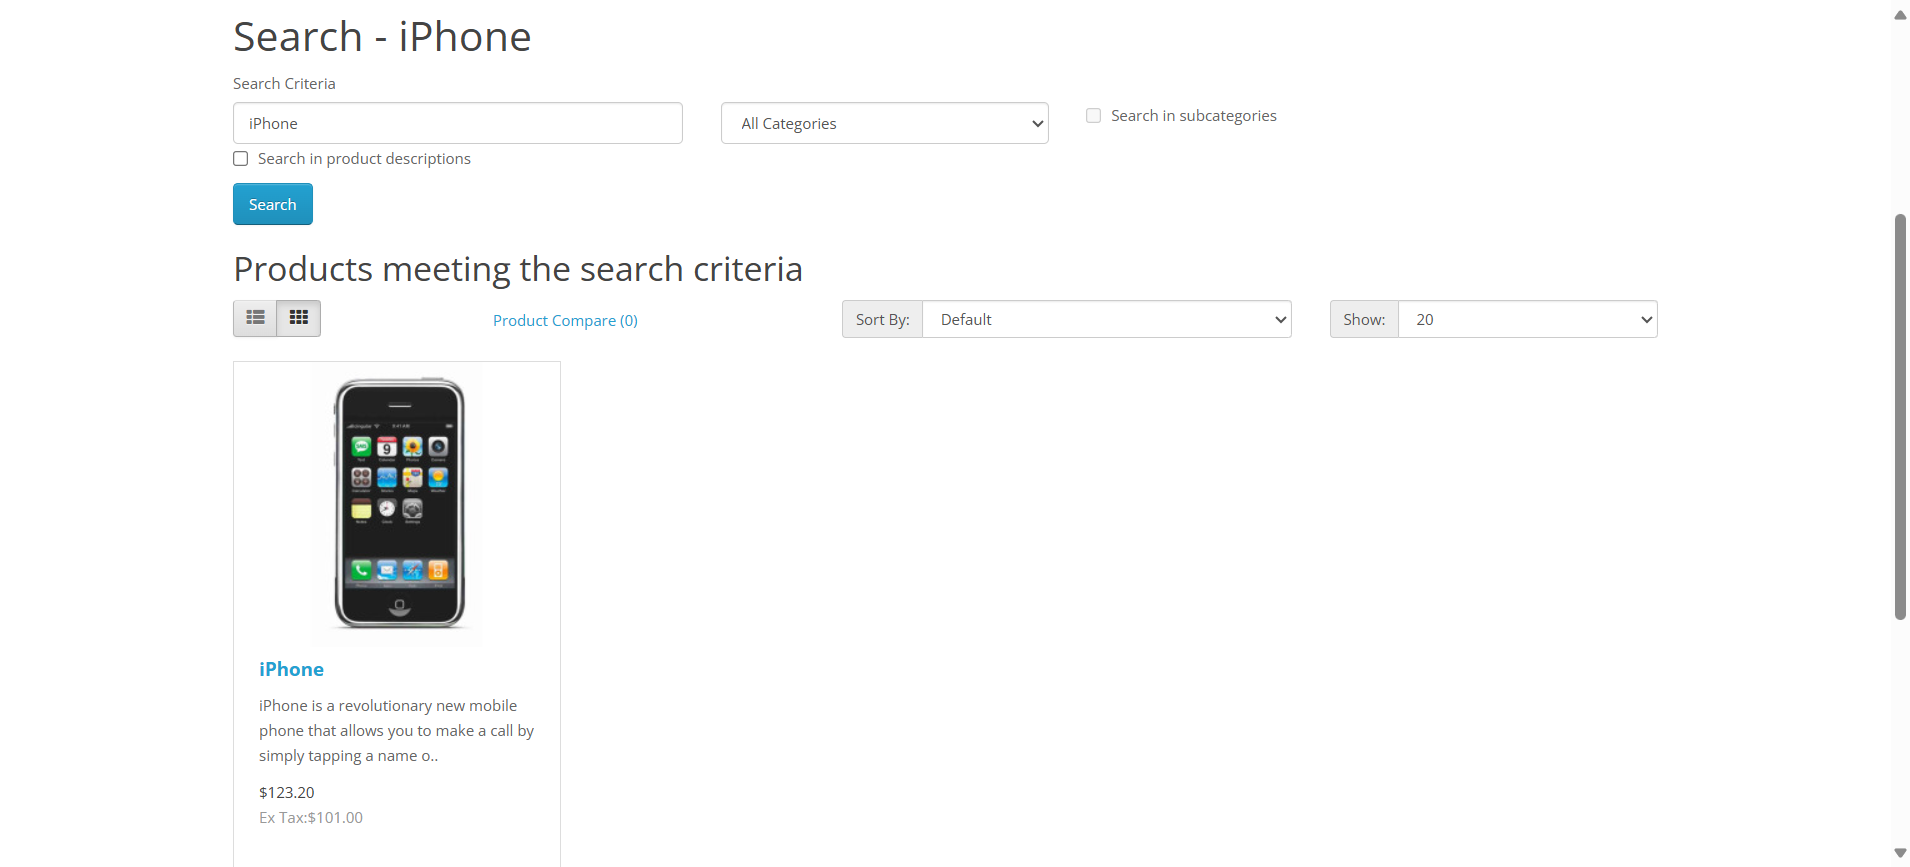 Search - iPhone
Search Criteria
iPhone
All Categories
Search in subcategories
Search in product descriptions
Search
Products meeting the search criteria
Product Compare (0)
Sort By:
Default
Show:
20
9
iPhone
iPhone is a revolutionary new mobile
phone that allows you to make a call by
simply tapping a name o..
$123.20
Ex Tax:$101.00